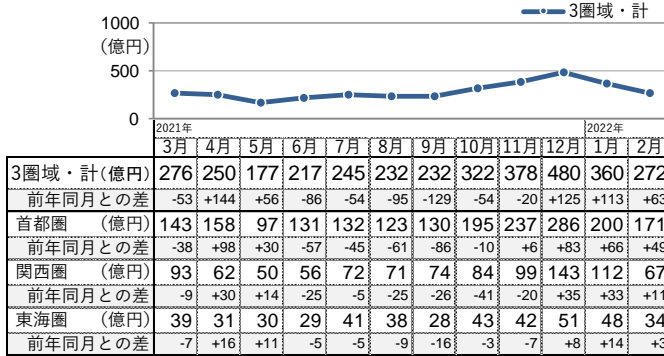 3圏域・計
1000
(億円)
500
0
2021年 2022年
3月 4月 5月 6月 7月 8月 9月 10月 11月 12月 1月 2月
3圏域・計(億円) 276 250 177 217 245 232 232 322 378 480 360 272
前年同月との差 -53 +144 +56 -86 -54 -95 -129 -54 -20 +125 +113 +63
首都圏 (億円) 143 158 97 131 132 123 130 195 237 286 200 171
前年同月との差 -38 +98 +30 -57 -45 -61 -86 -10 +6 +83 +66 +49
関西圏 (億円) 93 62 50 56 72 71 74 84 99 143 112 67
前年同月との差 -9 +30 +14 -25 -5 -25 -26 -41 -20 +35 +33 +11
東海圏 (億円) 39 31 30 29 41 38 28 43 42 51 48 34
前年同月との差 -7 +16 +11 -5 -5 -9 -16 -3 -7 +8 +14 +3